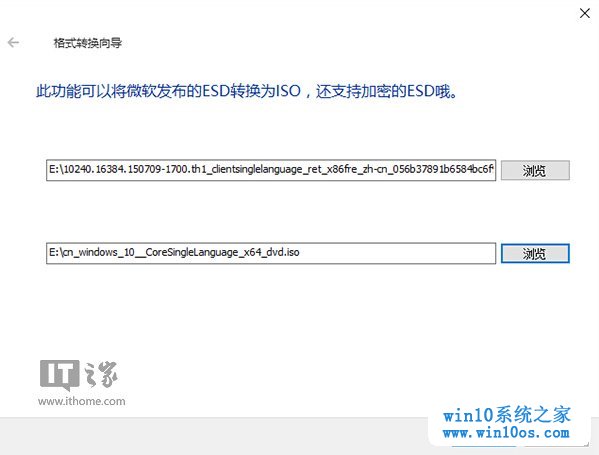 格式转换向导
此功能可以将微软发布的ESD转换为ISO，还支持加密的ESD哦。
E:\10240.16384.150709-1700.th1_clientsinglelanguage_ret_x86fre_zh-cn_056b37891b6584bc6f
浏览
E:\cn_windows_10__CoreSingleLanguage_x64_dvd.iso
浏览
IT之家
www.ithome.com
win10系统之家
www.win10os.com